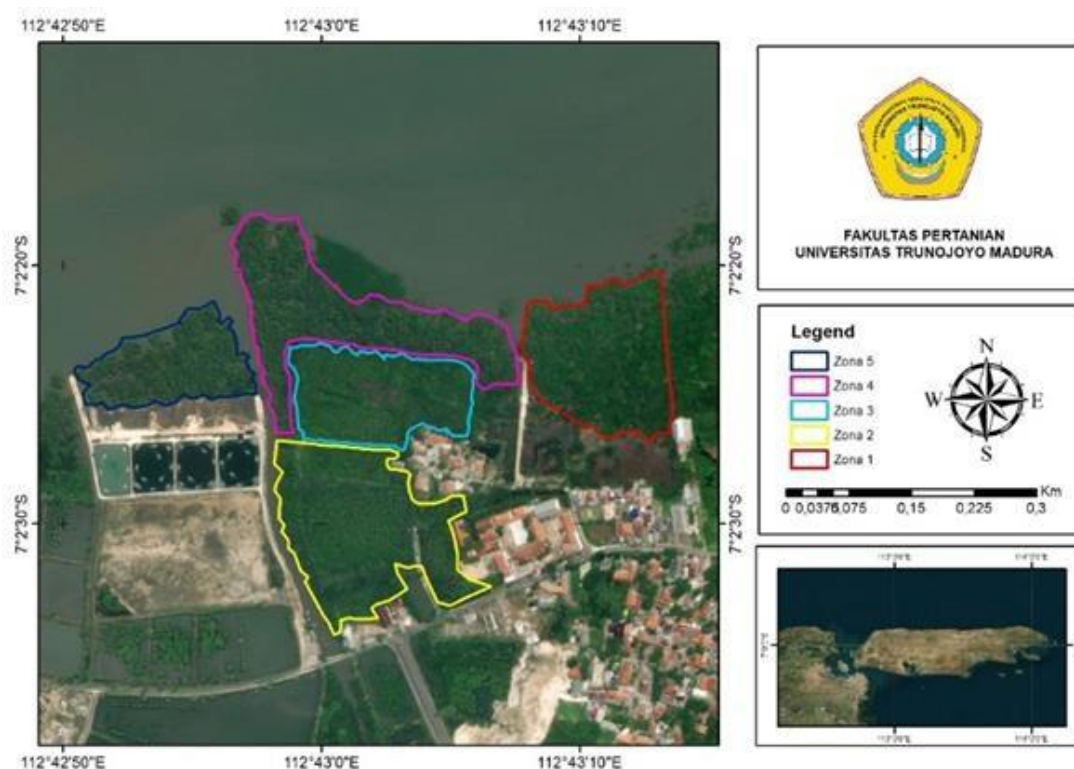 112°42'50"E
112°43'0"E
112°43'10"E
7°2'20"S
7°2'20"S
7°2'30"S
7°2'30"S
112°42'50"E
112°43'0"E
112°43'10"E
UNIVERSITAS TRUNOJOYO MADURA
FAKULTAS PERTANIAN
UNIVERSITAS TRUNOJOYO MADURA
Legend
Zona 5
Zona 4
Zona 3
Zona 2
Zona 1
N
W
E
S
Km
0 0,0375 0,075 0,15 0,225 0,3